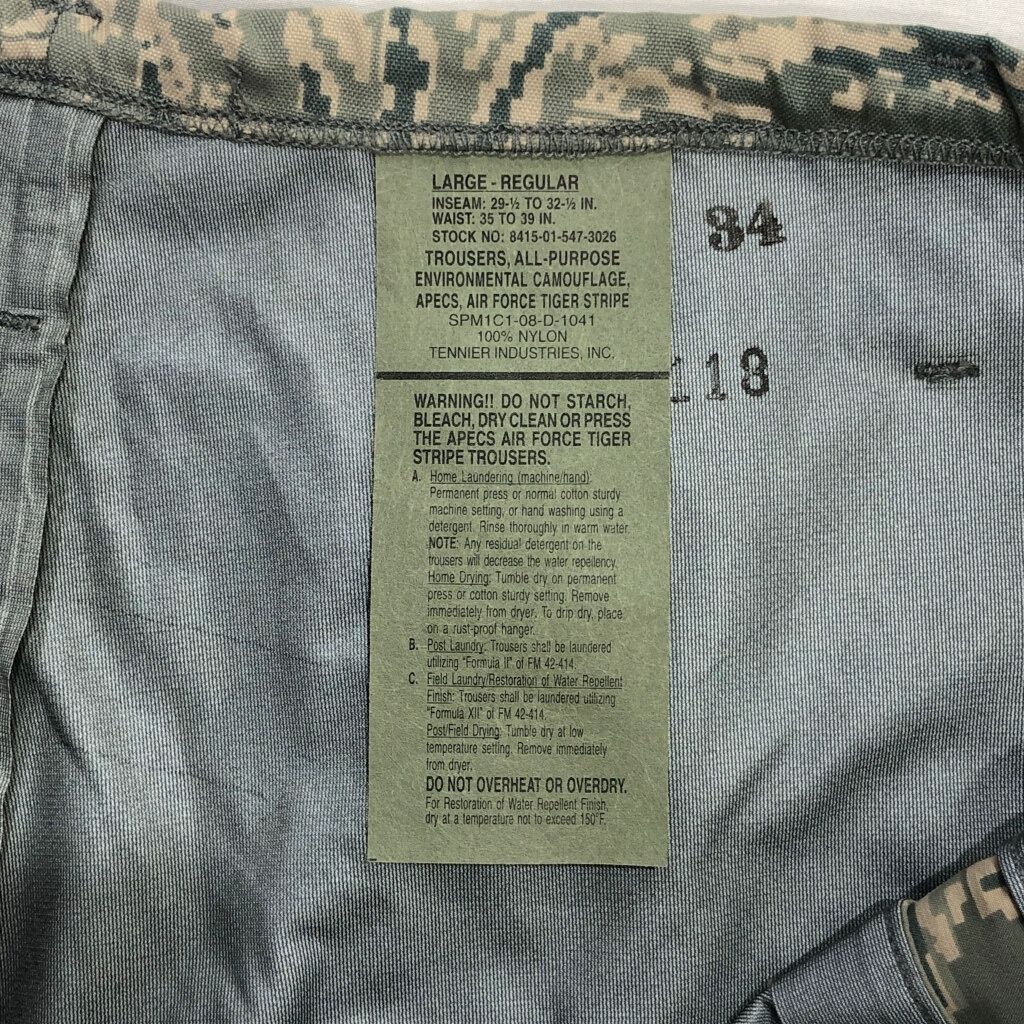 LARGE - REGULAR
INSEAM: 29-½ TO 32-½ IN.
WAIST: 35 TO 39 IN.
STOCK NO: 8415-01-547-3026
TROUSERS, ALL-PURPOSE
ENVIRONMENTAL CAMOUFLAGE,
APECS, AIR FORCE TIGER STRIPE
SPM1C1-08-D-1041
100% NYLON
TENNIER INDUSTRIES, INC.
34
118
WARNING!! DO NOT STARCH,
BLEACH, DRY CLEAN OR PRESS
THE APECS AIR FORCE TIGER
STRIPE TROUSERS.
A. Home Laundering (machine/hand):
Permanent press or normal cotton sturdy
machine setting, or hand washing using a
detergent. Rinse thoroughly in warm water.
NOTE: Any residual detergent on the
trousers will decrease the water repellency.
Home Drying: Tumble dry on permanent
press or cotton sturdy setting. Remove
immediately from dryer. To drip dry, place
on a rust-proof hanger.
B. Post Laundry: Trousers shall be laundered
utilizing "Formula II" of FM 42-414.
C. Field Laundry/Restoration of Water Repellent
Finish: Trousers shall be laundered utilizing
"Formula XII" of FM 42-414.
Post/Field Drying: Tumble dry at low
temperature setting. Remove immediately
from dryer.
DO NOT OVERHEAT OR OVERDRY.
For Restoration of Water Repellent Finish,
dry at a temperature not to exceed 150°F.